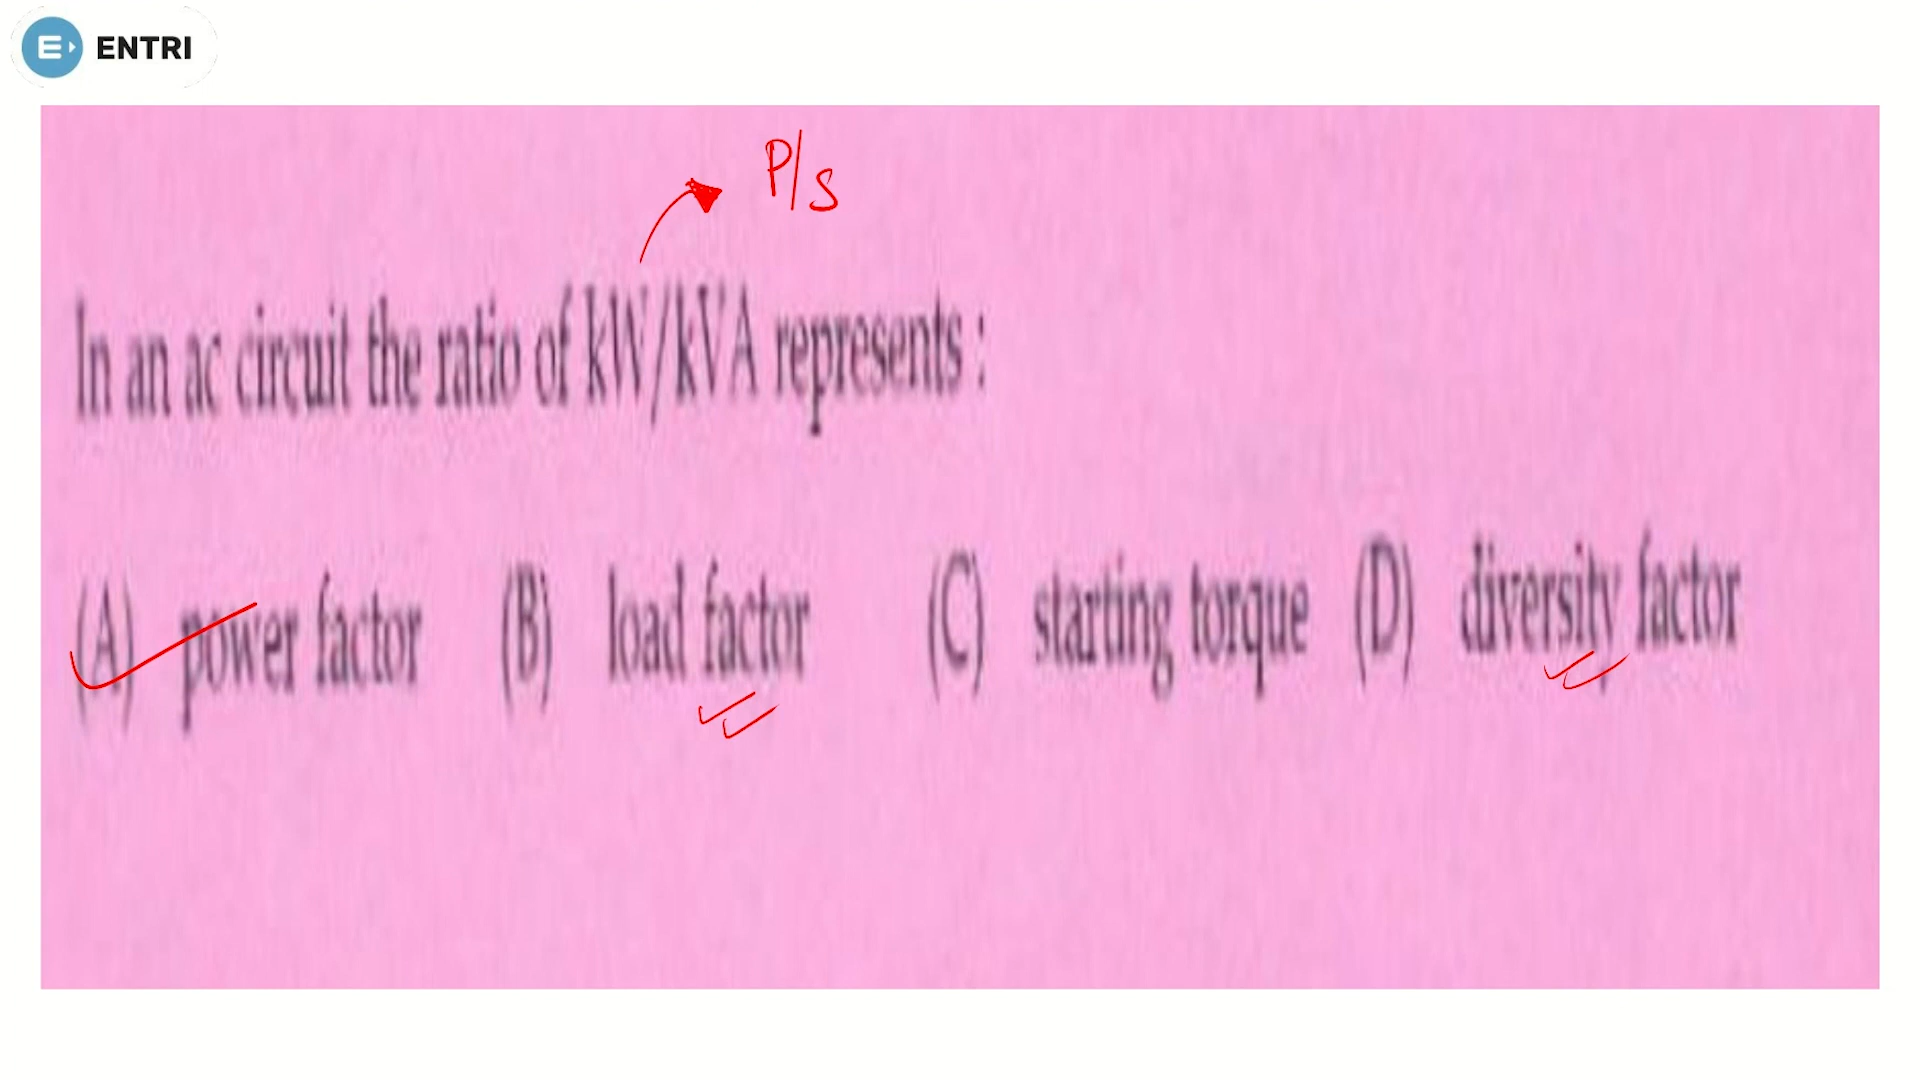 ENTRI
P/S
In an ac circuit the ratio of kW/kVA represents :
(A) power factor (B) load factor (C) starting torque (D) diversity factor